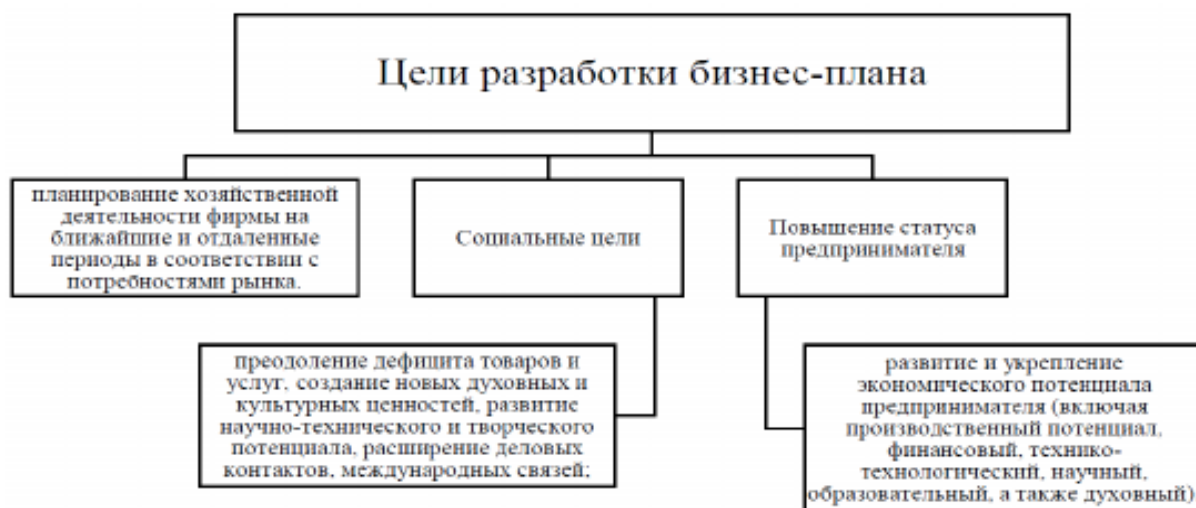 Цели разработки бизнес-плана
планирование хозяйственной
деятельности фирмы на
ближайшие и отдаленные
периоды в соответствии с
потребностями рынка.
Социальные цели
Повышение статуса
предпринимателя
преодоление дефицита товаров и
услуг, создание новых духовных и
культурных ценностей, развитие
научно-технического и творческого
потенциала, расширение деловых
контактов, международных связей;
развитие и укрепление
экономического потенциала
предпринимателя (включая
производственный потенциал,
финансовый, технико-
технологический, научный,
образовательный, а также духовный)